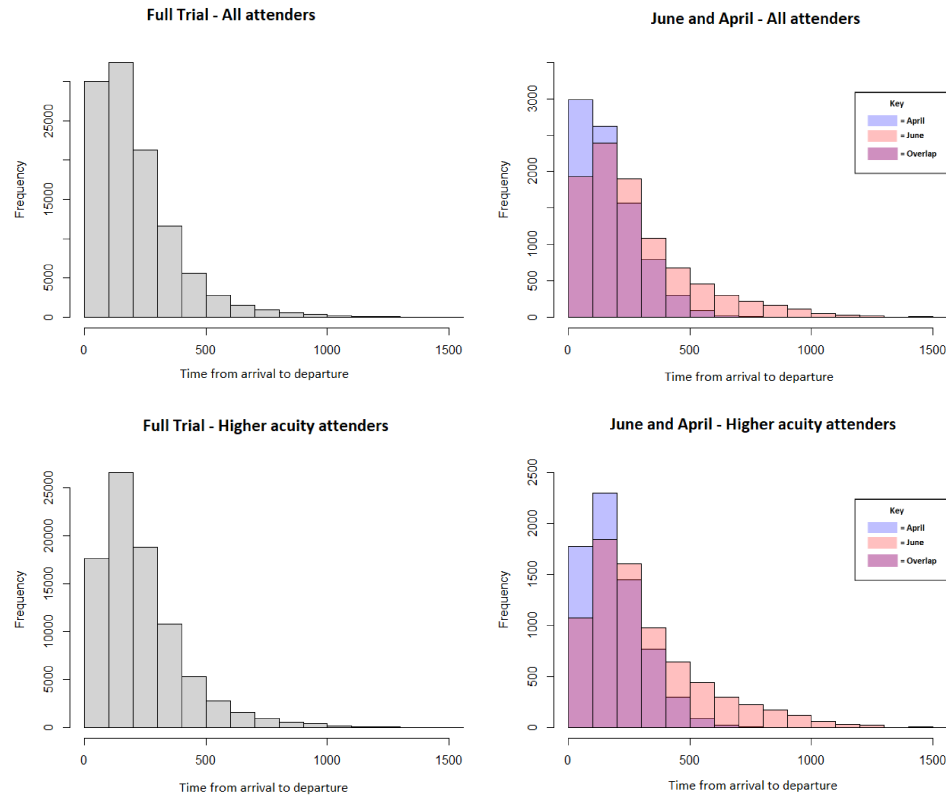 Full Trial - All attenders
Frequency
0
5000
15000
25000
0
500
1000
1500
Time from arrival to departure
June and April - All attenders
Frequency
0
500
1000
2000
3000
Key
= April
= June
= Overlap
0
500
1000
1500
Time from arrival to departure
Full Trial - Higher acuity attenders
Frequency
0
5000
10000
15000
20000
25000
0
500
1000
1500
Time from arrival to departure
June and April - Higher acuity attenders
Frequency
0
500
1000
1500
2000
2500
Key
= April
= June
= Overlap
0
500
1000
1500
Time from arrival to departure